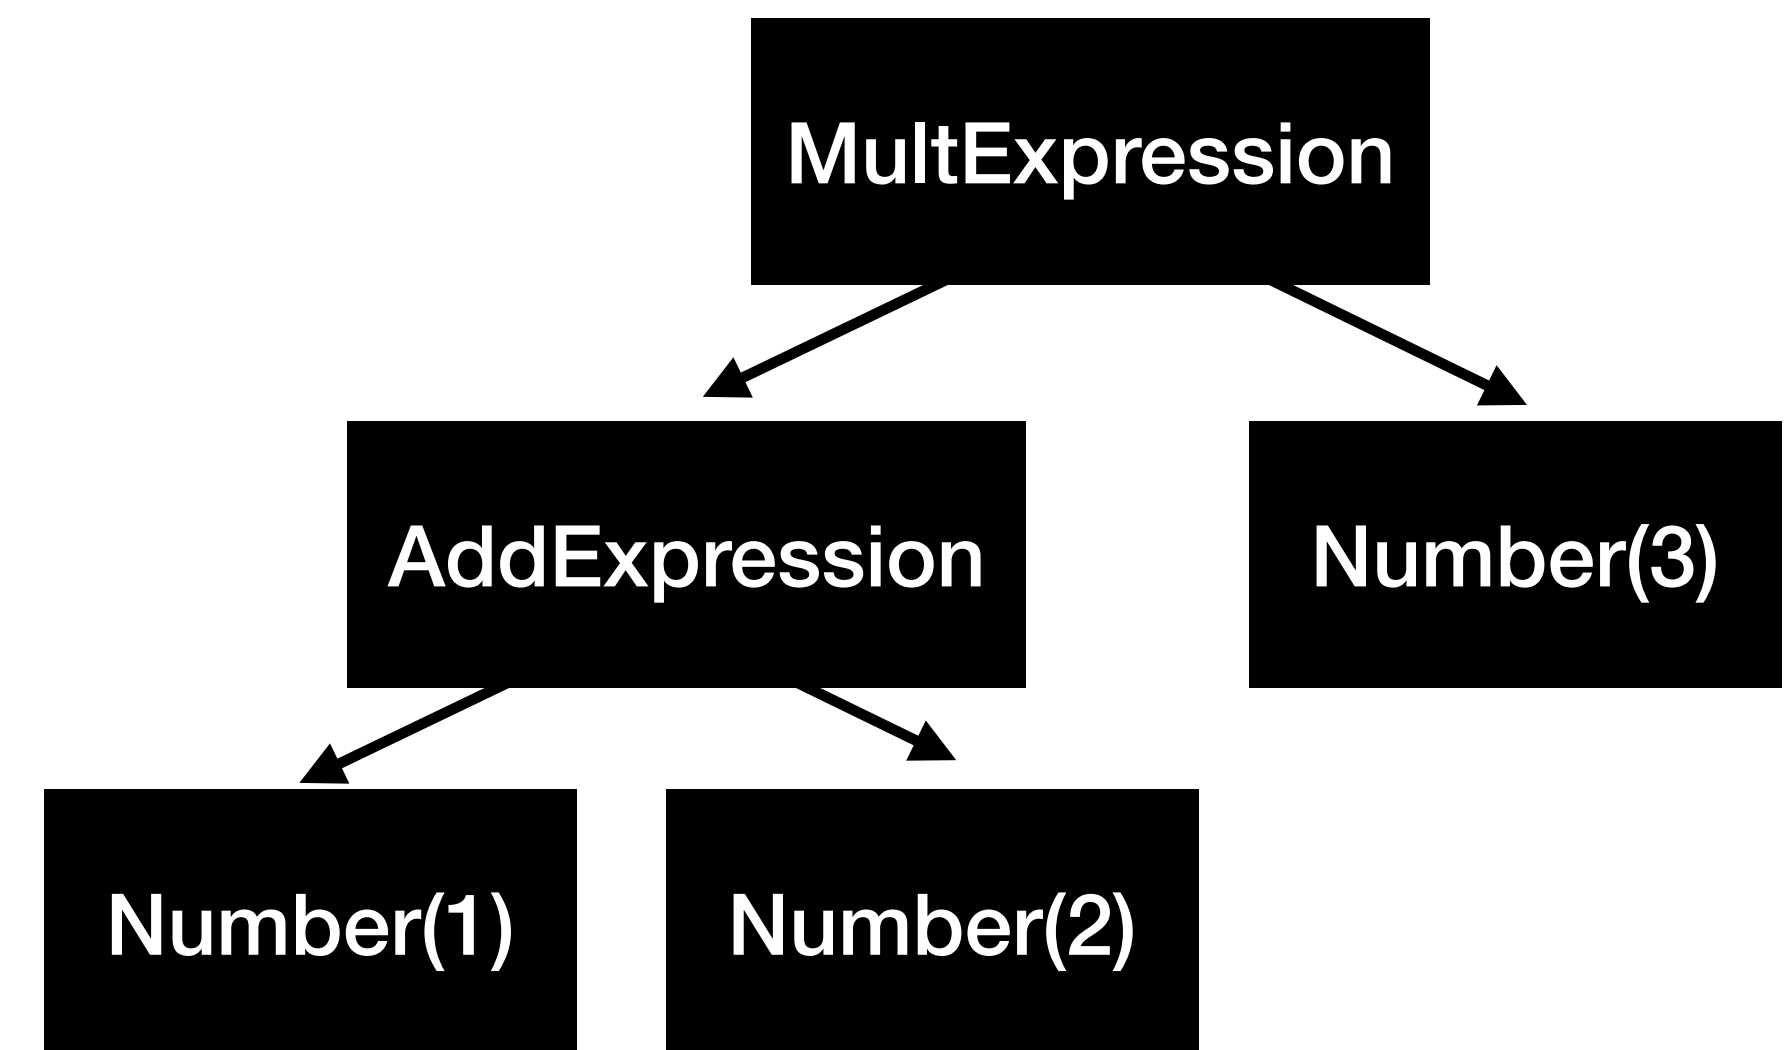 MultExpression
AddExpression
Number(3)
Number(1)
Number(2)